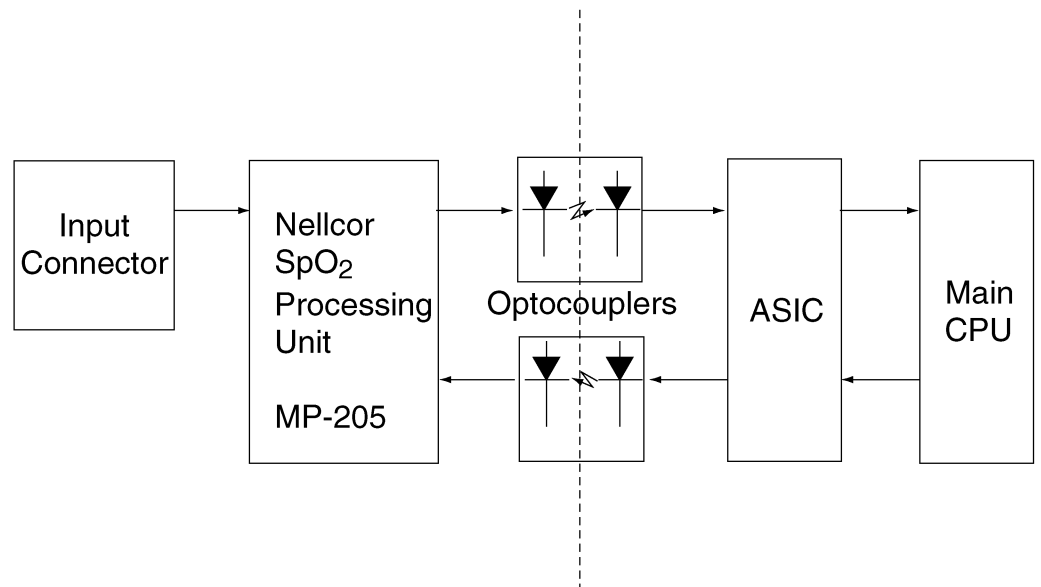 Input
Connector
Nellcor
SpO₂
Processing
Unit
MP-205
Optocouplers
ASIC
Main
CPU